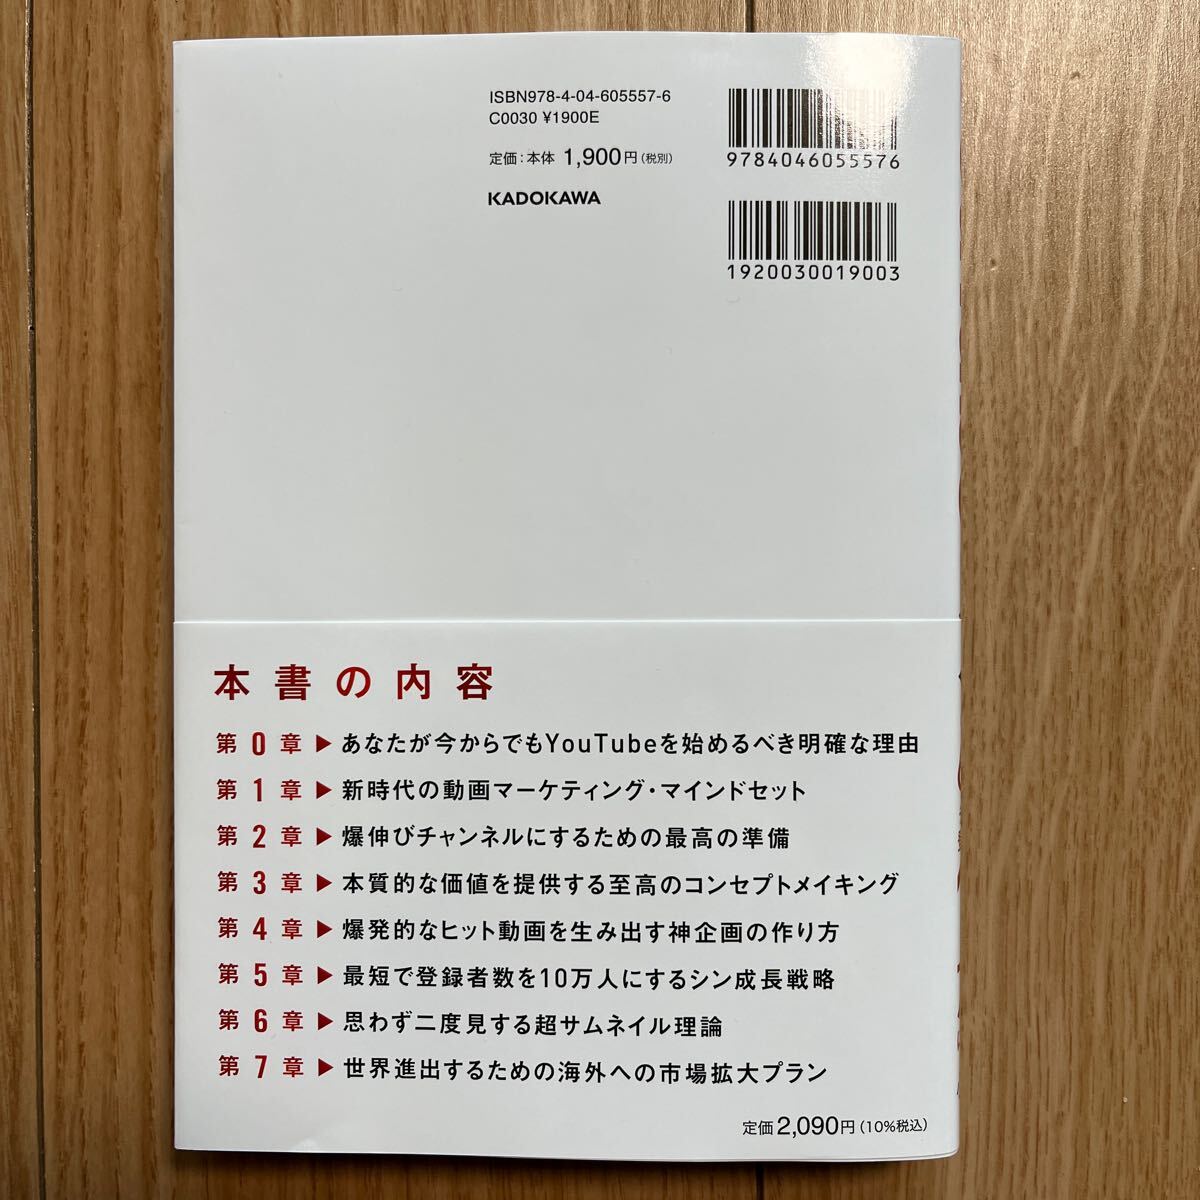 ISBN978-4-04-605557-6
C0030 ¥1900E
定価:本体 1,900円(税別)
KADOKAWA
9784046055576
1920030019003
本書の内容
第0章▶あなたが今からでもYouTubeを始めるべき明確な理由
第1章▶新時代の動画マーケティング・マインドセット
第2章▶爆伸びチャンネルにするための最高の準備
第3章▶本質的な価値を提供する至高のコンセプトメイキング
第4章▶爆発的なヒット動画を生み出す神企画の作り方
第5章▶最短で登録者数を10万人にするシン成長戦略
第6章▶思わず二度見する超サムネイル理論
第7章▶世界進出するための海外への市場拡大プラン
定価2,090円(10%税込)